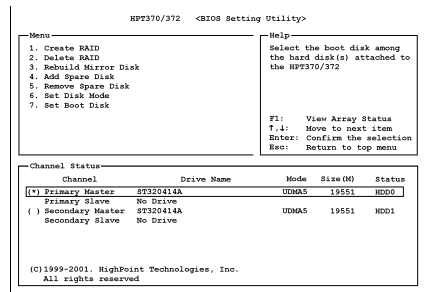 HPT370/372 <BIOS Setting Utility>
Menu
1. Create RAID
2. Delete RAID
3. Rebuild Mirror Disk
4. Add Spare Disk
5. Remove Spare Disk
6. Set Disk Mode
7. Set Boot Disk
Help
Select the boot disk among
the hard disk(s) attached to
the HPT370/372
F1: View Array Status
↑,↓: Move to next item
Enter: Confirm the selection
Esc: Return to top menu
Channel Status
Channel Drive Name Mode Size(M) Status
(*) Primary Master ST320414A UDMA5 19551 HDD0
Primary Slave No Drive
( ) Secondary Master ST320414A UDMA5 19551 HDD1
Secondary Slave No Drive
(C)1999-2001. HighPoint Technologies, Inc.
All rights reserved